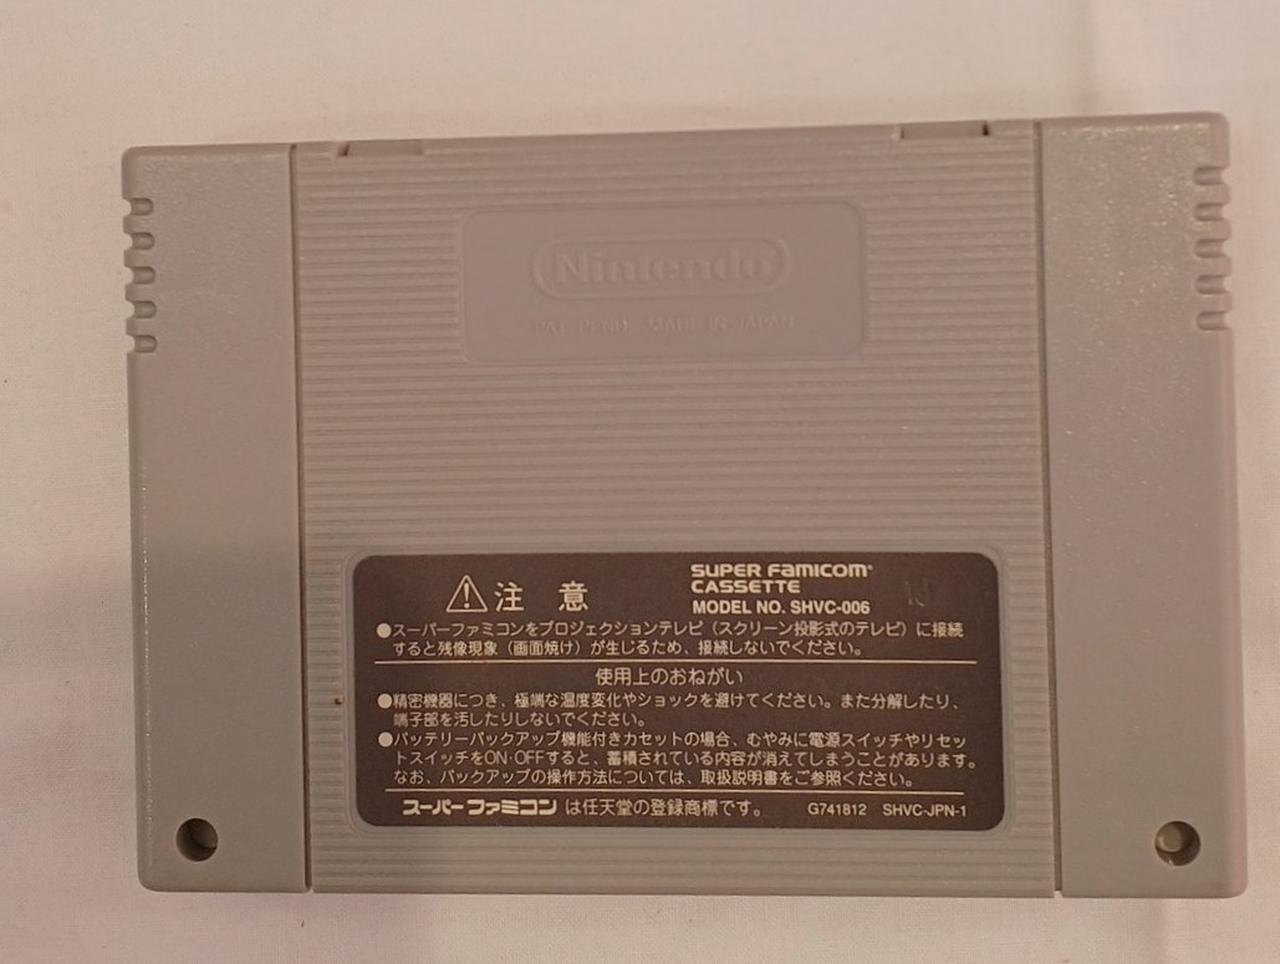 Nintendo
PAT. PEND. MADE IN JAPAN
注 意
SUPER FAMICOM
CASSETTE
MODEL NO. SHVC-006
●スーパーファミコンをプロジェクションテレビ（スクリーン投影式のテレビ）に接続
すると残像現象（画面焼け）が生じるため、接続しないでください。
使用上のおねがい
●精密機器につき、極端な温度変化やショックを避けてください。また分解したり、
端子部を汚したりしないでください。
●バッテリーバックアップ機能付きカセットの場合、むやみに電源スイッチやリセッ
トスイッチをON·OFFすると、蓄積されている内容が消えてしまうことがあります。
なお、バックアップの操作方法については、取扱説明書をご参照ください。
スーパーファミコン は任天堂の登録商標です。 G741812 SHVC-JPN-1